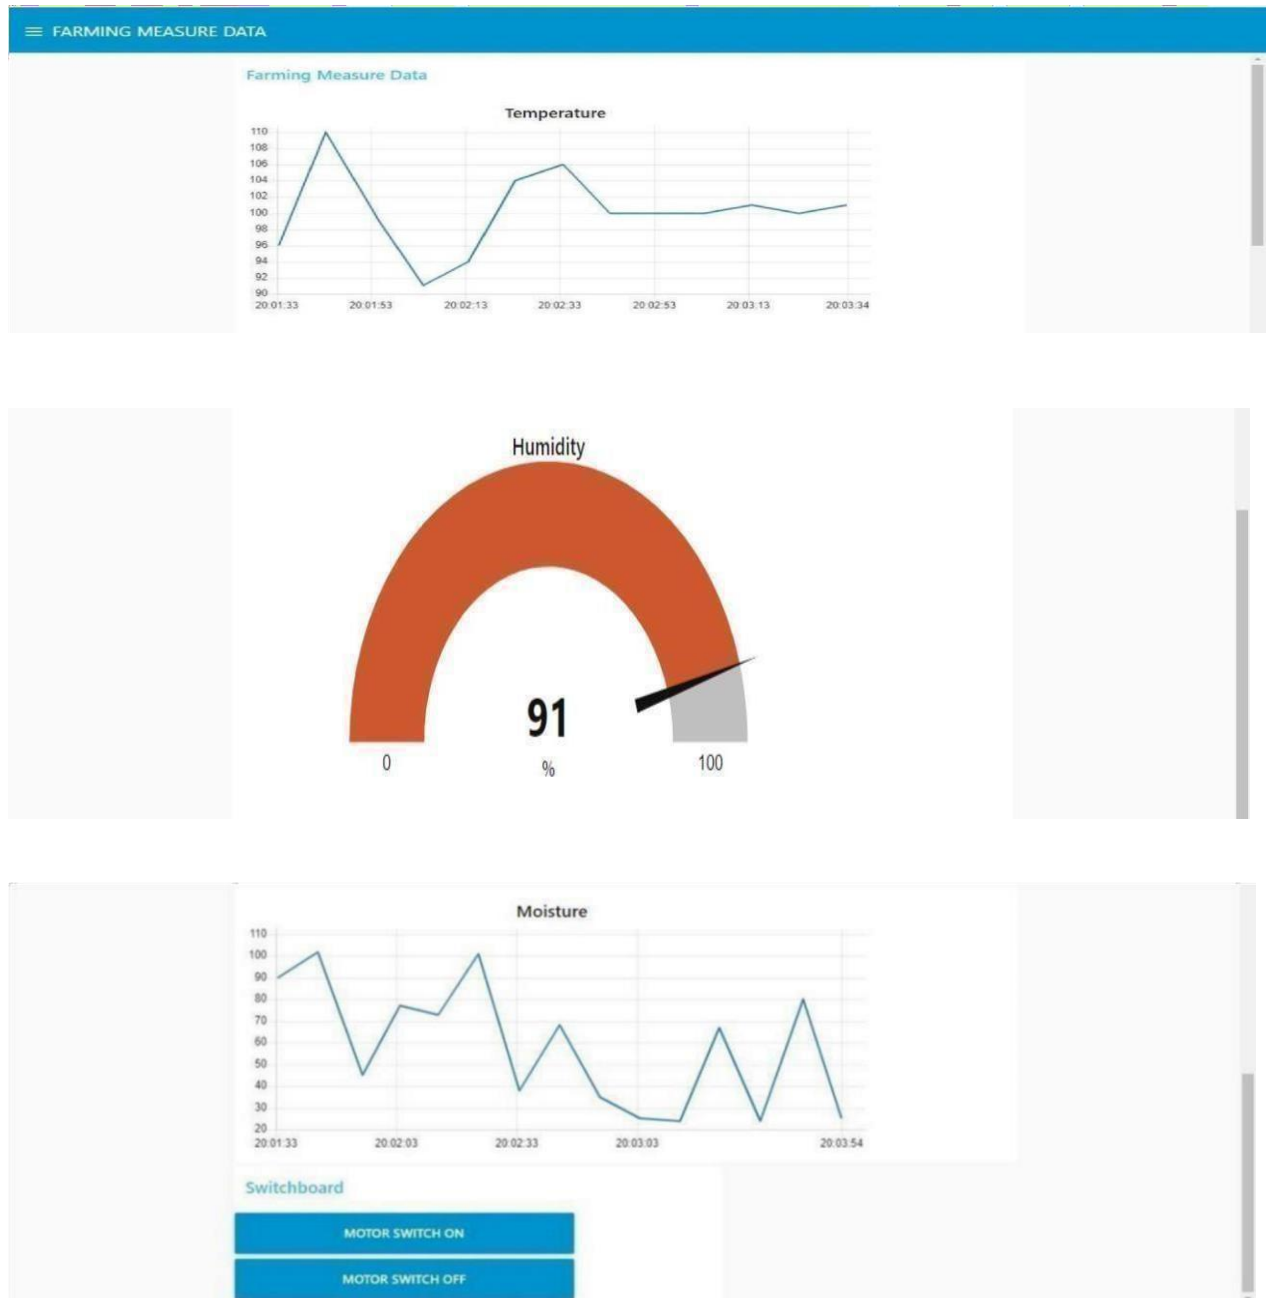 FARMING MEASURE DATA
Farming Measure Data
Temperature
110
108
106
104
102
100
98
96
94
92
90
20:01:33 20:01:53 20:02:13 20:02:33 20:02:53 20:03:13 20:03:34
Humidity
91
0 % 100
Moisture
110
100
90
80
70
60
50
40
30
20
20:01:33 20:02:03 20:02:33 20:03:03 20:03:54
Switchboard
MOTOR SWITCH ON
MOTOR SWITCH OFF